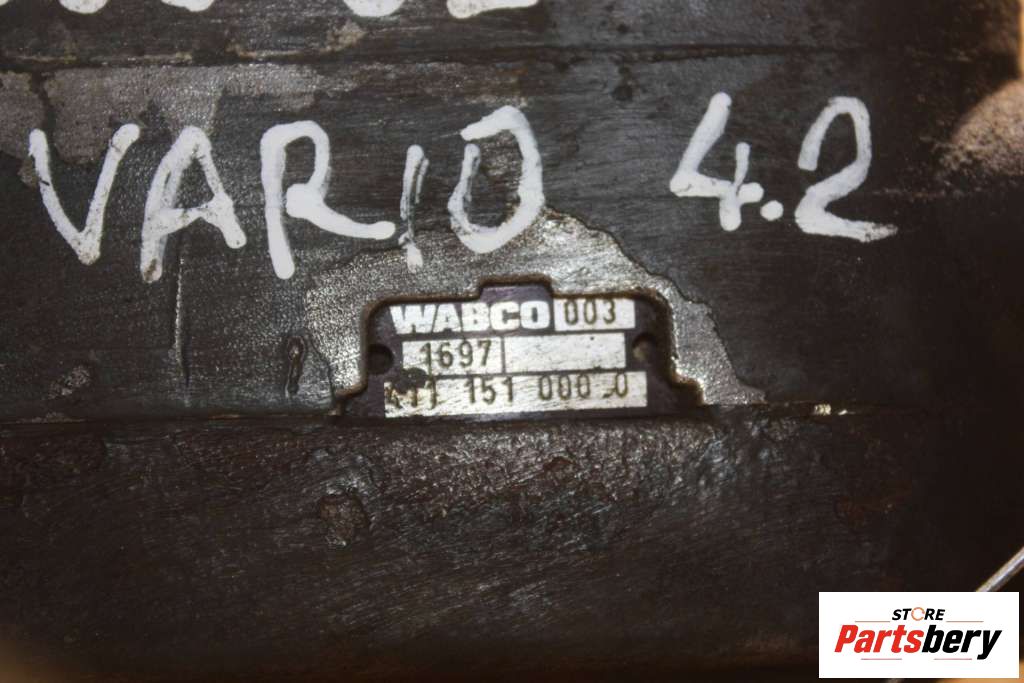 VARIO 4.2
WABCO 003
1697
411 151 000 0
STORE
Partsbery